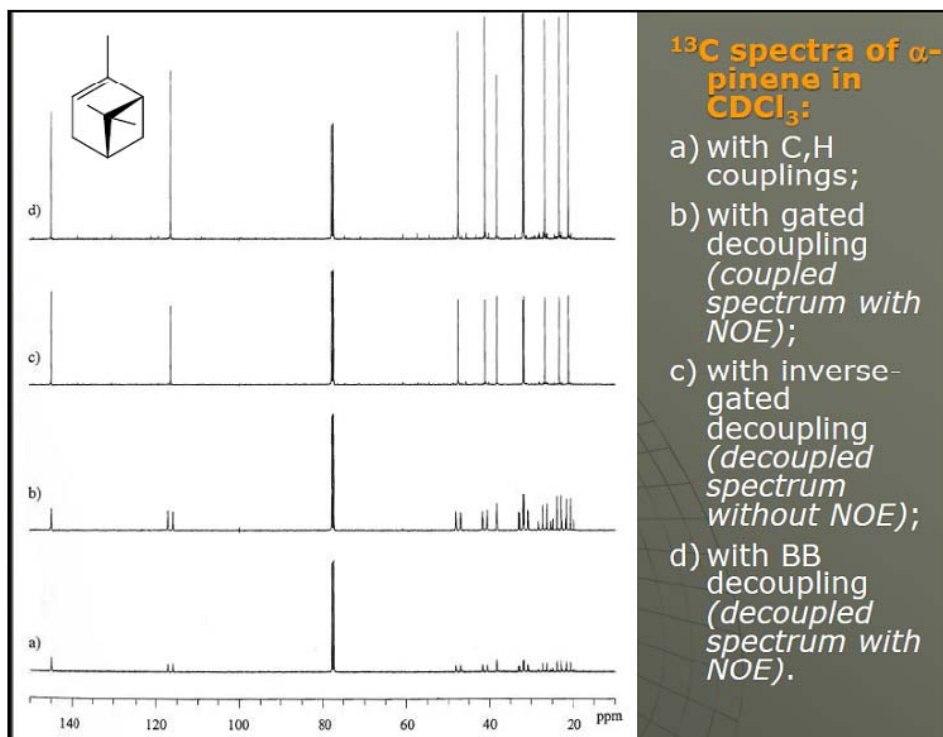 d)
c)
b)
a)
140 120 100 80 60 40 20 ppm
¹³C spectra of α-
pinene in
CDCl₃:
a) with C,H
couplings;
b) with gated
decoupling
(coupled
spectrum with
NOE);
c) with inverse-
gated
decoupling
(decoupled
spectrum
without NOE);
d) with BB
decoupling
(decoupled
spectrum with
NOE).